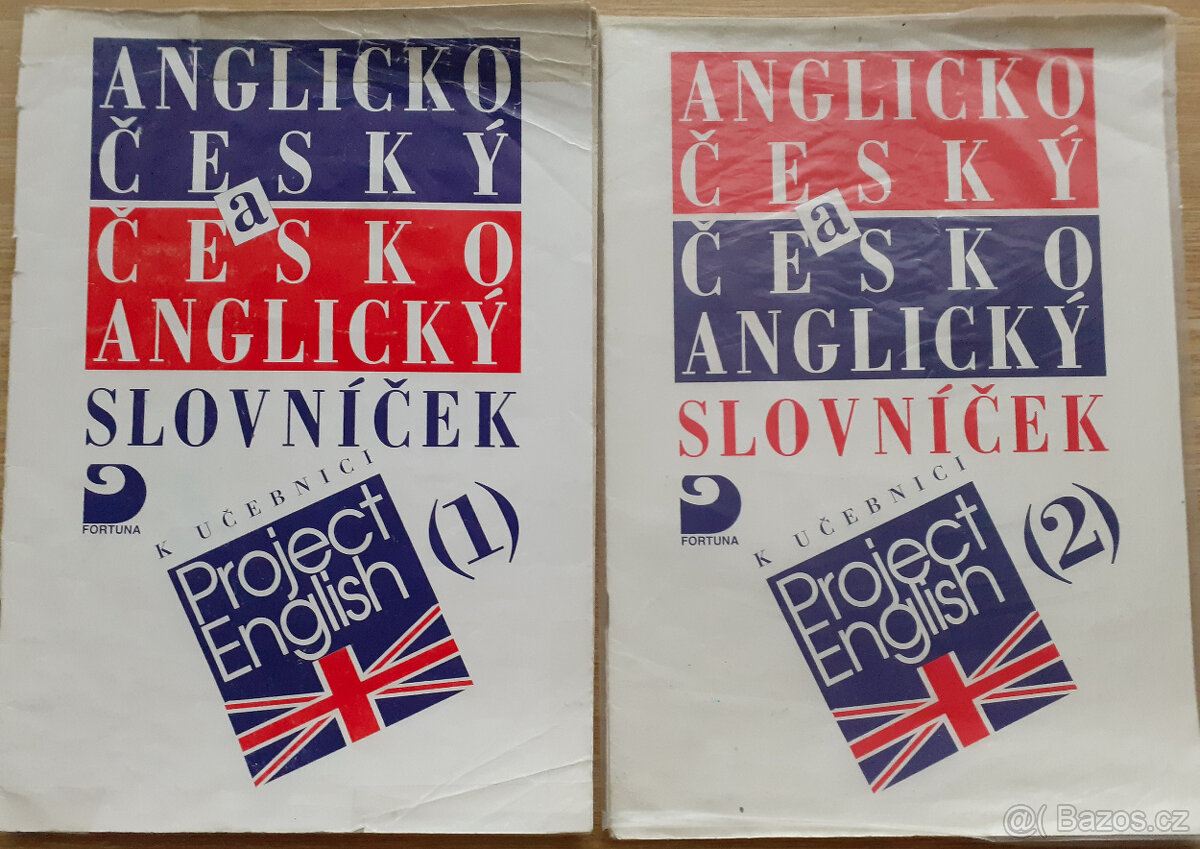 ANGLICKO
ČESKÝ
a
ČESKO
ANGLICKÝ
SLOVNÍČEK
FORTUNA
K UČEBNICI
Project
English
(1)
ANGLICKO
ČESKÝ
a
ČESKO
ANGLICKÝ
SLOVNÍČEK
FORTUNA
K UČEBNICI
Project
English
(2)
@( Bazos.cz